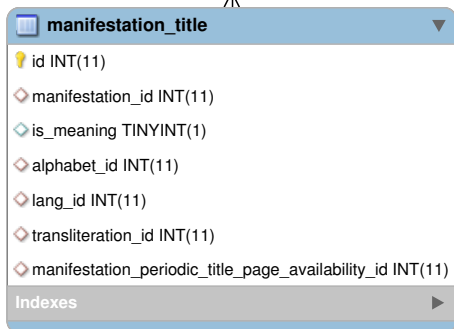 manifestation_title
id INT(11)
manifestation_id INT(11)
is_meaning TINYINT(1)
alphabet_id INT(11)
lang_id INT(11)
transliteration_id INT(11)
manifestation_periodic_title_page_availability_id INT(11)
Indexes